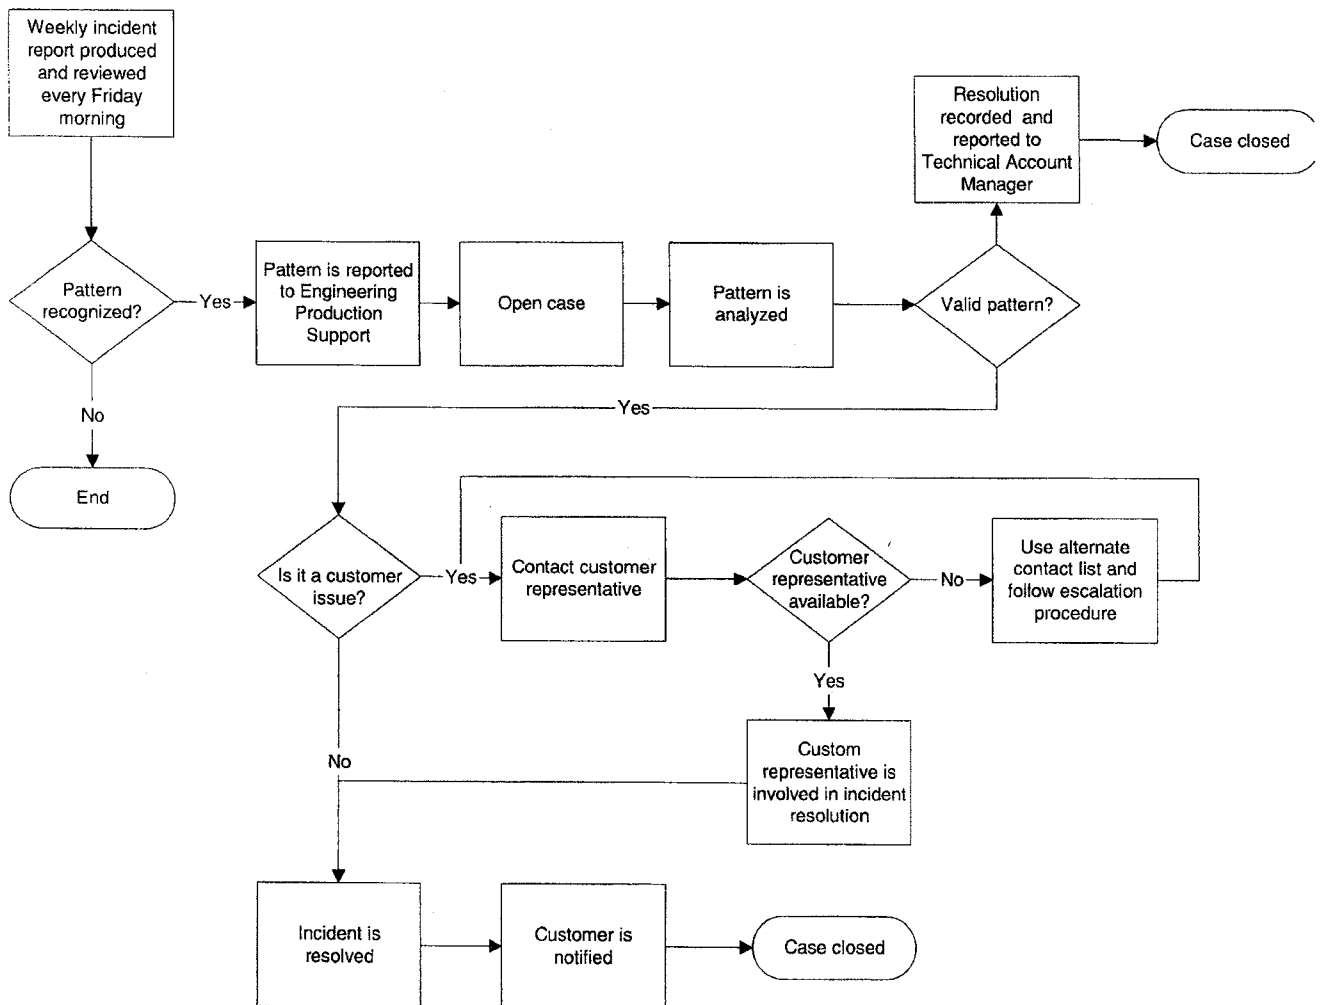 Weekly incident
report produced
and reviewed
every Friday
morning
Resolution
recorded and
reported to
Technical Account
Manager
Case closed
Pattern
recognized?
Yes
Pattern is reported
to Engineering
Production
Support
Open case
Pattern is
analyzed
Valid pattern?
No
Yes
End
Is it a customer
issue?
Yes
Contact customer
representative
Customer
representative
available?
No
Use alternate
contact list and
follow escalation
procedure
Yes
No
Custom
representative is
involved in incident
resolution
Incident is
resolved
Customer is
notified
Case closed